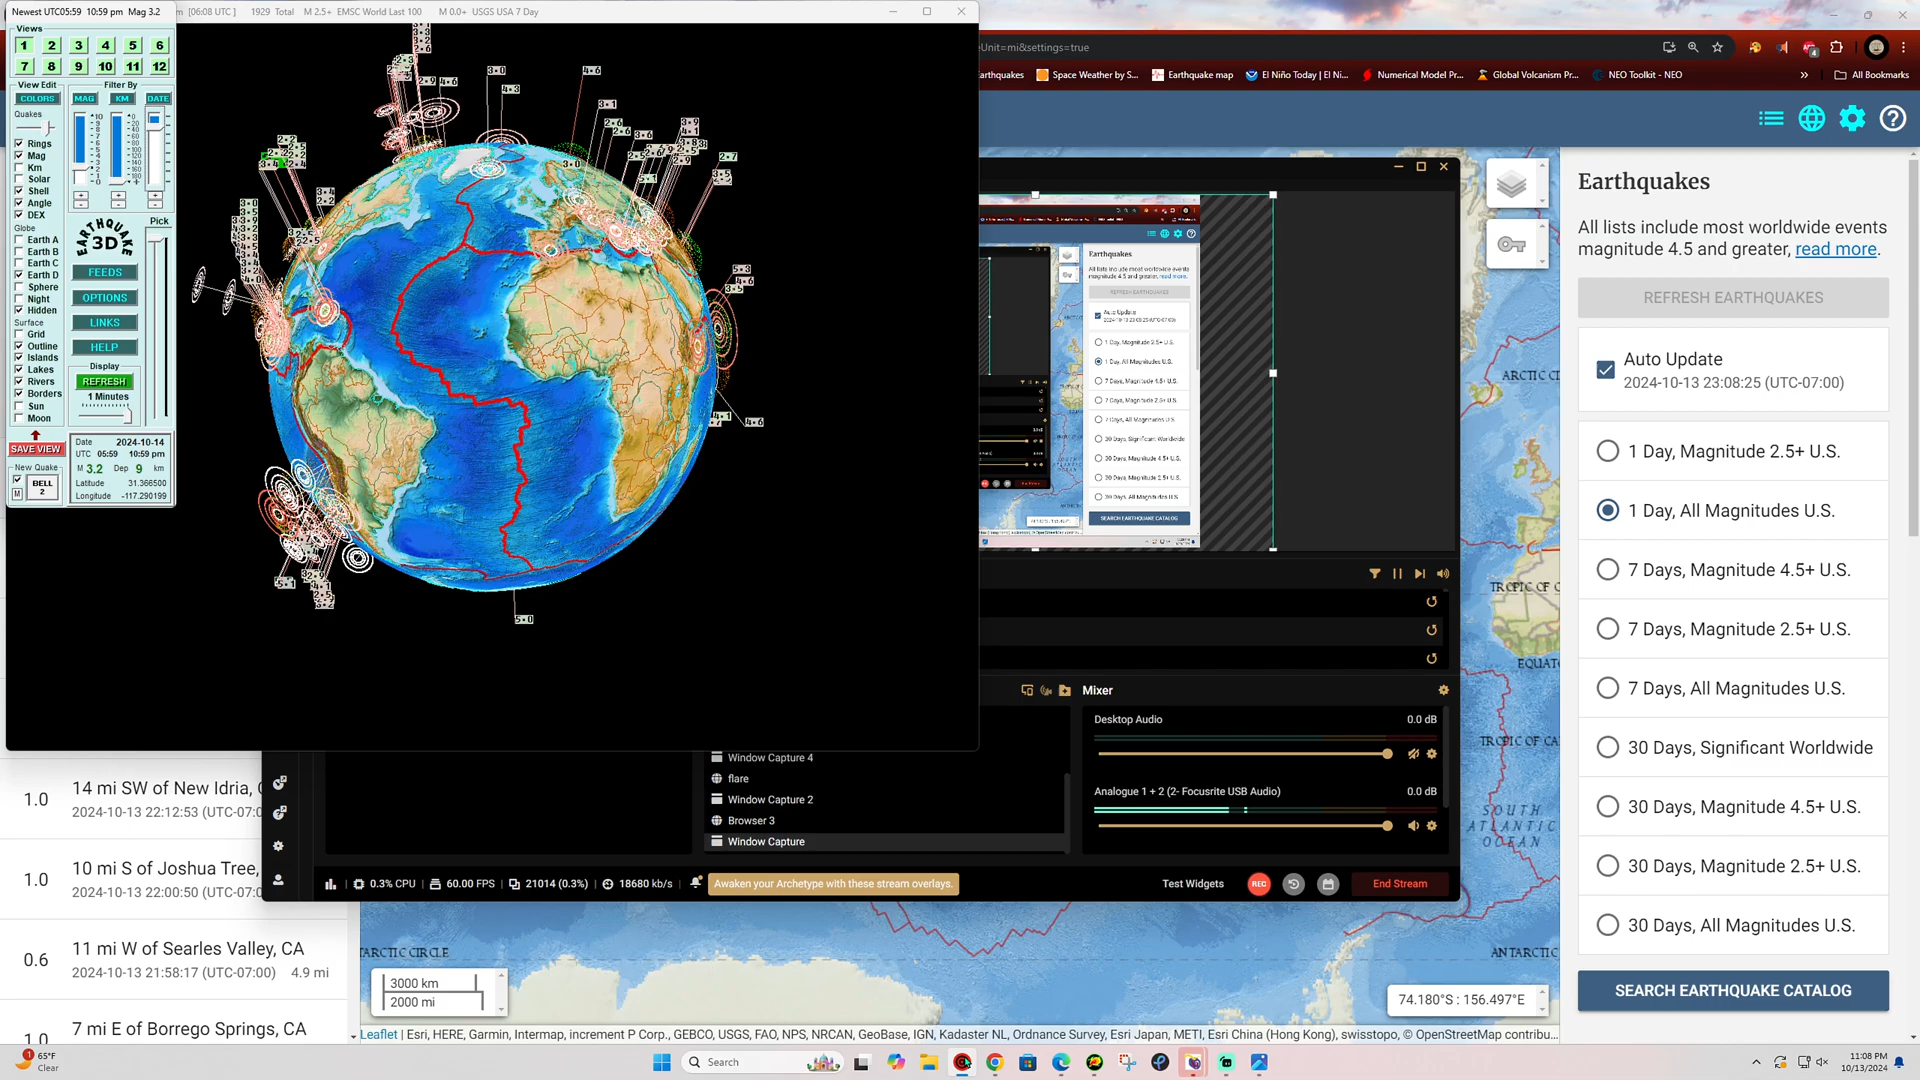 Newest UTC05:59 10:59 pm Mag 3.2
[06:08 UTC ] 1929 Total M 2.5+ EMSC World Last 100 M 0.0+ USGS USA 7 Day
Views
1 2 3 4 5 6
7 8 9 10 11 12
View Edit
Filter By
COLORS
MAG KM DATE
Quakes
Rings
Mag
Km
Solar
Shell
Angle
DEX
Globe
Earth A
Earth B
Earth C
Earth D
Sphere
Night
Hidden
Surface
Grid
Outline
Islands
Lakes
Rivers
Borders
Sun
Moon
EARTHQUAKE
3D
Pick
FEEDS
OPTIONS
LINKS
HELP
Display
REFRESH
1 Minutes
SAVE VIEW
New Quake
BELL
2
M
Date 2024-10-14
UTC 05:59 10:59 pm
M 3.2 Dep 9 km
Latitude 31.366500
Longitude -117.290199
eUnit=mi&settings=true
Earthquakes
Space Weather by S...
Earthquake map
El Niño Today | El Ni...
Numerical Model Pr...
Global Volcanism Pr...
NEO Toolkit - NEO
All Bookmarks
Earthquakes
All lists include most worldwide events
magnitude 4.5 and greater, read more.
REFRESH EARTHQUAKES
Auto Update
2024-10-13 23:08:25 (UTC-07:00)
1 Day, Magnitude 2.5+ U.S.
1 Day, All Magnitudes U.S.
7 Days, Magnitude 4.5+ U.S.
7 Days, Magnitude 2.5+ U.S.
7 Days, All Magnitudes U.S.
30 Days, Significant Worldwide
30 Days, Magnitude 4.5+ U.S.
30 Days, Magnitude 2.5+ U.S.
30 Days, All Magnitudes U.S.
SEARCH EARTHQUAKE CATALOG
Mixer
Desktop Audio 0.0 dB
Analogue 1 + 2 (2- Focusrite USB Audio) 0.0 dB
Window Capture 4
flare
Window Capture 2
Browser 3
Window Capture
0.3% CPU
60.00 FPS
21014 (0.3%)
18680 kb/s
Awaken your Archetype with these stream overlays.
Test Widgets
REC
End Stream
1.0
14 mi SW of New Idria,
2024-10-13 22:12:53 (UTC-07:0
1.0
10 mi S of Joshua Tree,
2024-10-13 22:00:50 (UTC-07:0
0.6
11 mi W of Searles Valley, CA
2024-10-13 21:58:17 (UTC-07:00) 4.9 mi
1.0
7 mi E of Borrego Springs, CA
ARCTIC
TROPIC OF
EQUAT
TROPIC OF CA
SOUTH
ATLANTIC
OCEAN
ANTARCTIC
TARCTIC CIRCLE
3000 km
2000 mi
74.180°S : 156.497°E
Leaflet | Esri, HERE, Garmin, Intermap, increment P Corp., GEBCO, USGS, FAO, NPS, NRCAN, GeoBase, IGN, Kadaster NL, Ordnance Survey, Esri Japan, METI, Esri China (Hong Kong), swisstopo, © OpenStreetMap contribu...
1
65°F
Clear
Search
11:08 PM
10/13/2024